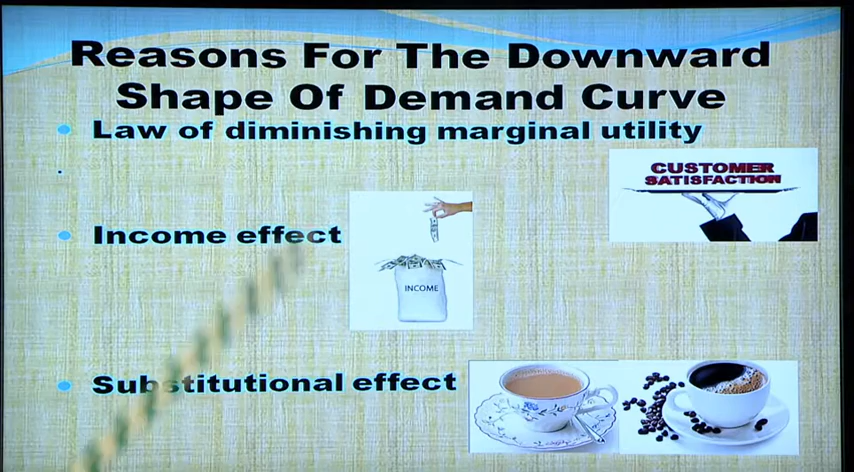 Reasons For The Downward
Shape Of Demand Curve
Law of diminishing marginal utility
CUSTOMER
SATISFACTION
Income effect
INCOME
Substitutional effect